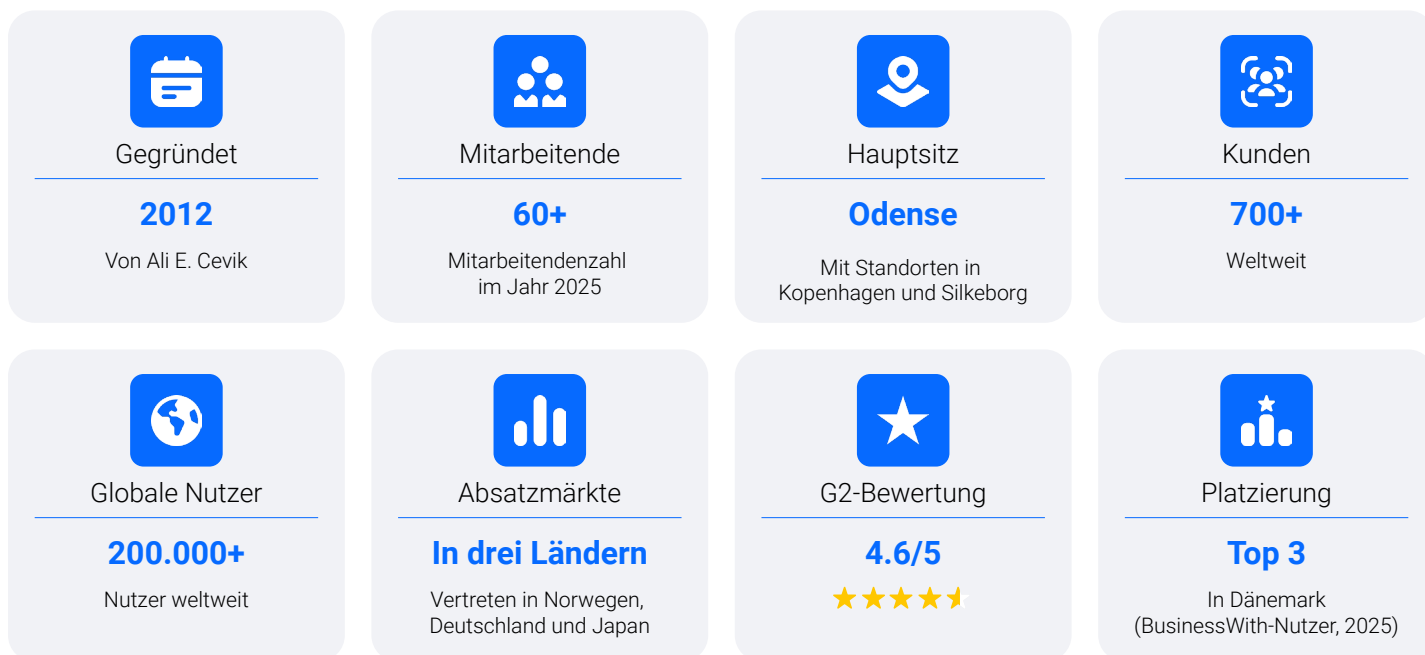 Gegründet
2012
Von Ali E. Cevik
Mitarbeitende
60+
Mitarbeitendenzahl
im Jahr 2025
Hauptsitz
Odense
Mit Standorten in
Kopenhagen und Silkeborg
Kunden
700+
Weltweit
Globale Nutzer
200.000+
Nutzer weltweit
Absatzmärkte
In drei Ländern
Vertreten in Norwegen,
Deutschland und Japan
G2-Bewertung
4.6/5
Platzierung
Top 3
In Dänemark
(BusinessWith-Nutzer, 2025)